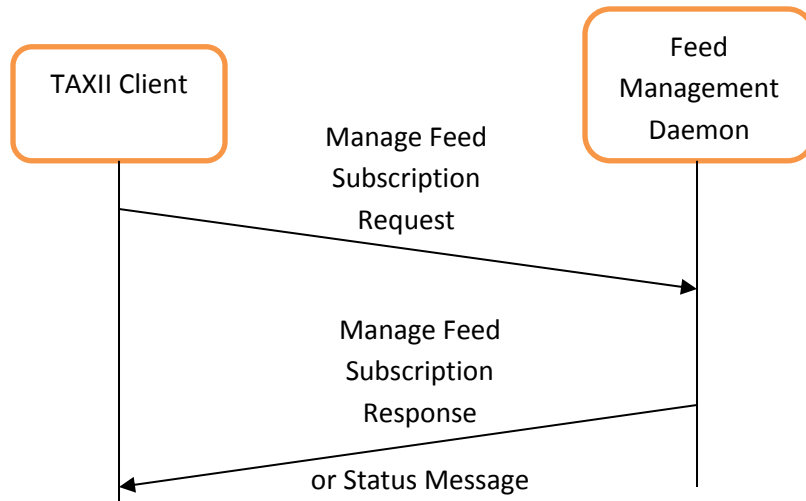 TAXII Client
Feed
Management
Daemon
Manage Feed
Subscription
Request
Manage Feed
Subscription
Response
or Status Message